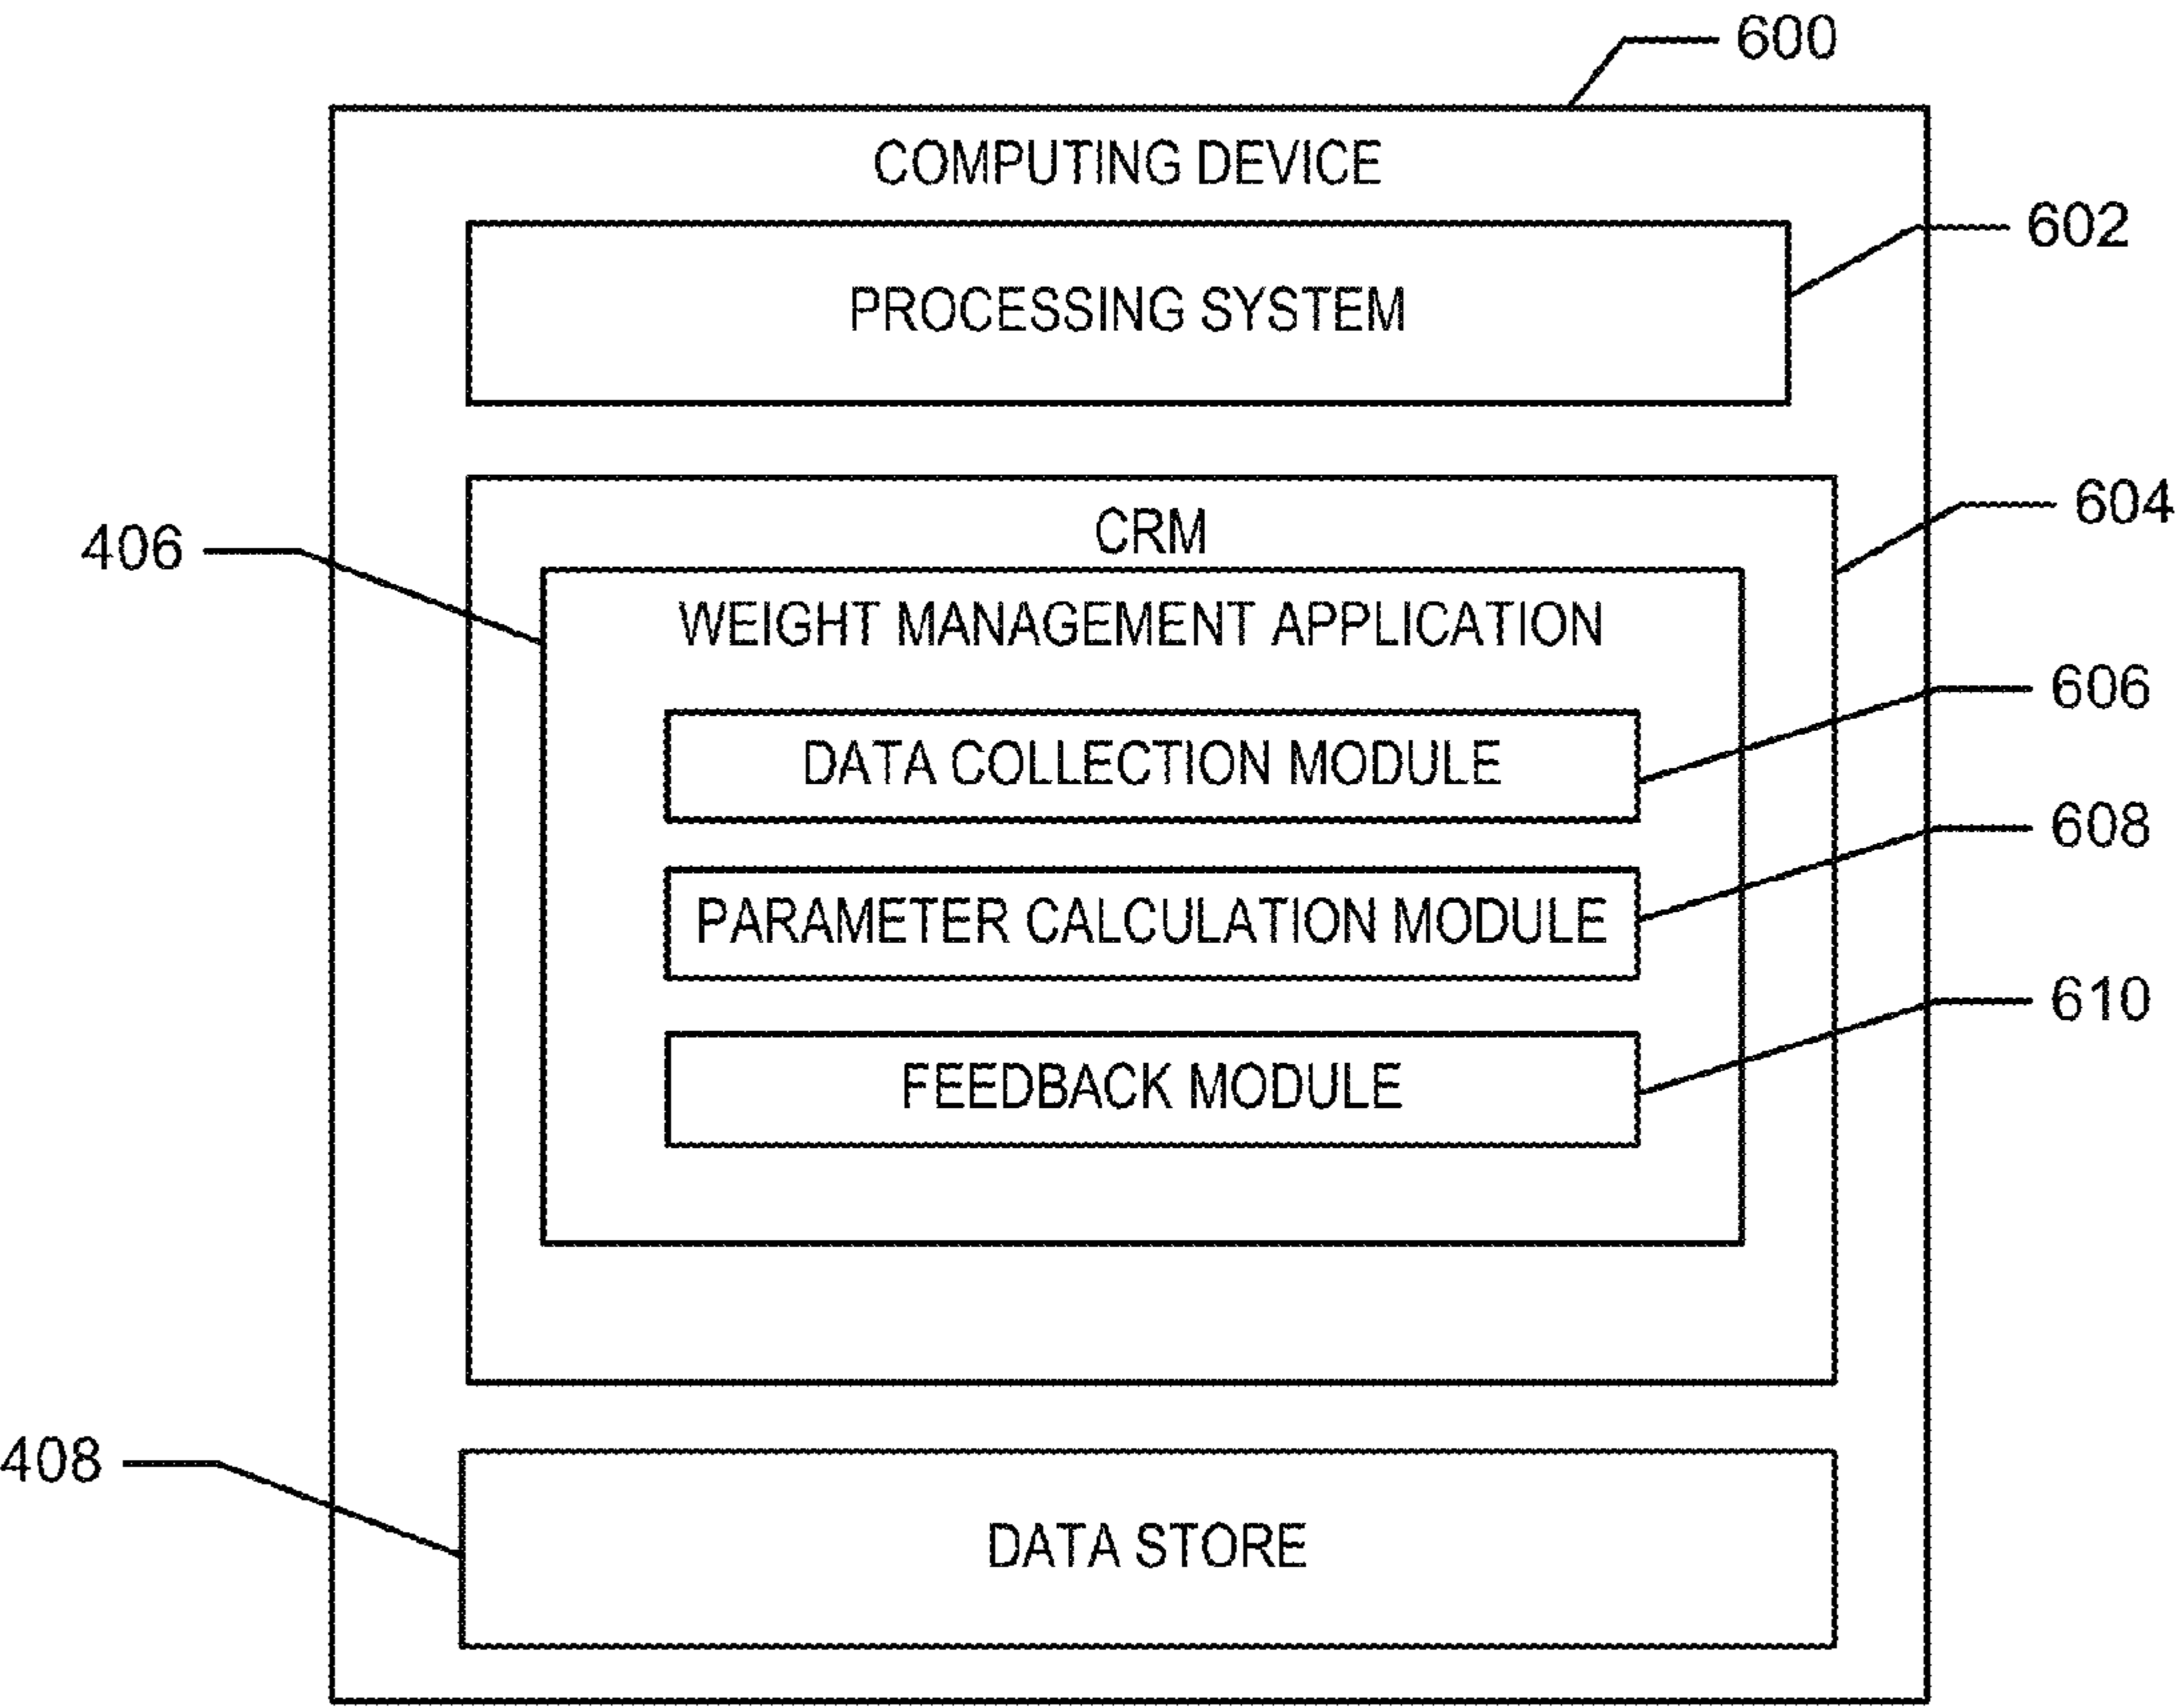 600
COMPUTING DEVICE
602
PROCESSING SYSTEM
604
CRM
406
WEIGHT MANAGEMENT APPLICATION
606
DATA COLLECTION MODULE
608
PARAMETER CALCULATION MODULE
610
FEEDBACK MODULE
408
DATA STORE